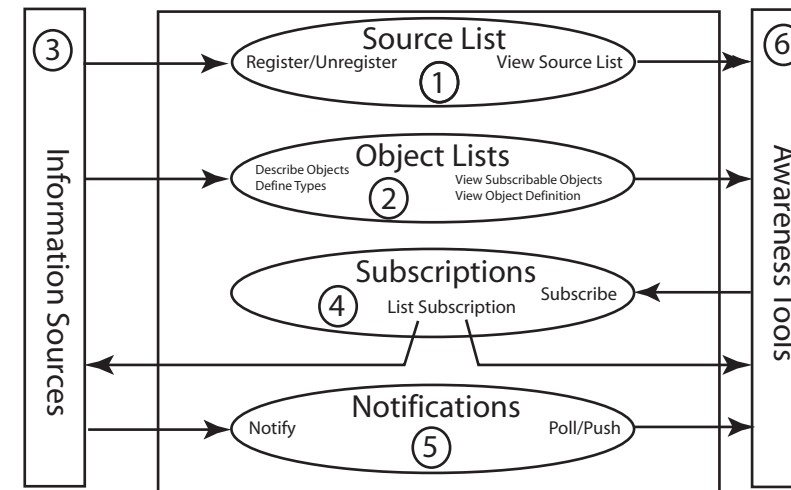 3
Information Sources
Source List
Register/Unregister
View Source List
1
Object Lists
Describe Objects
Define Types
View Subscribable Objects
View Object Definition
2
Subscriptions
Subscribe
List Subscription
4
Notifications
Notify
Poll/Push
5
6
Awareness Tools